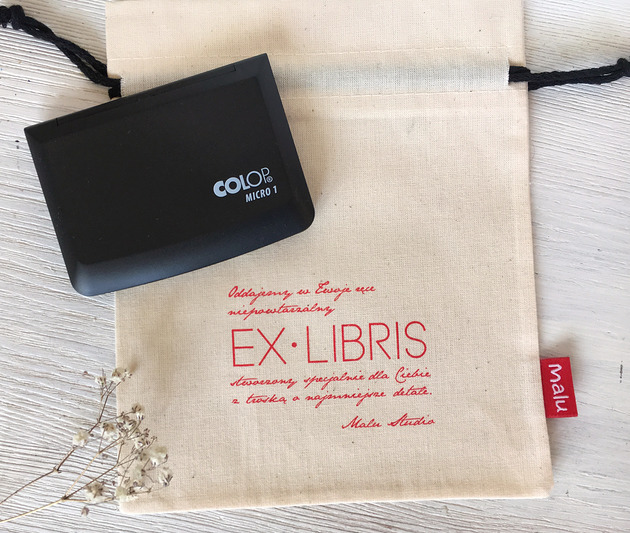 COLOP®
MICRO 1
Oddajemy w Twoje ręce
niepowtarzalny
EX·LIBRIS
stworzony specjalnie dla Ciebie
z troską o najmniejsze detale.
Malu Studio
malu